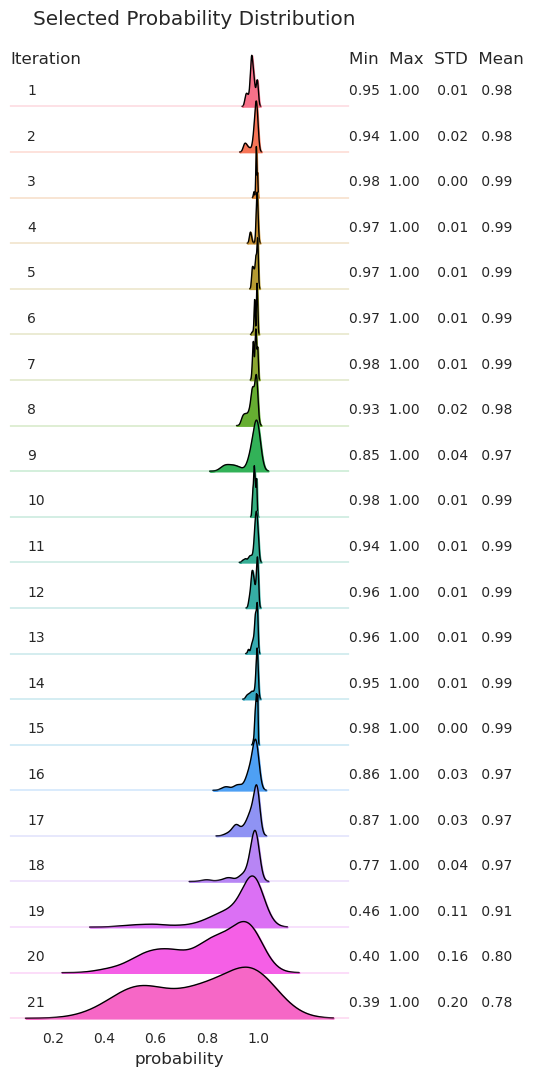 Selected Probability Distribution
Iteration Min Max STD Mean
1 0.95 1.00 0.01 0.98
2 0.94 1.00 0.02 0.98
3 0.98 1.00 0.00 0.99
4 0.97 1.00 0.01 0.99
5 0.97 1.00 0.01 0.99
6 0.97 1.00 0.01 0.99
7 0.98 1.00 0.01 0.99
8 0.93 1.00 0.02 0.98
9 0.85 1.00 0.04 0.97
10 0.98 1.00 0.01 0.99
11 0.94 1.00 0.01 0.99
12 0.96 1.00 0.01 0.99
13 0.96 1.00 0.01 0.99
14 0.95 1.00 0.01 0.99
15 0.98 1.00 0.00 0.99
16 0.86 1.00 0.03 0.97
17 0.87 1.00 0.03 0.97
18 0.77 1.00 0.04 0.97
19 0.46 1.00 0.11 0.91
20 0.40 1.00 0.16 0.80
21 0.39 1.00 0.20 0.78
0.2 0.4 0.6 0.8 1.0
probability